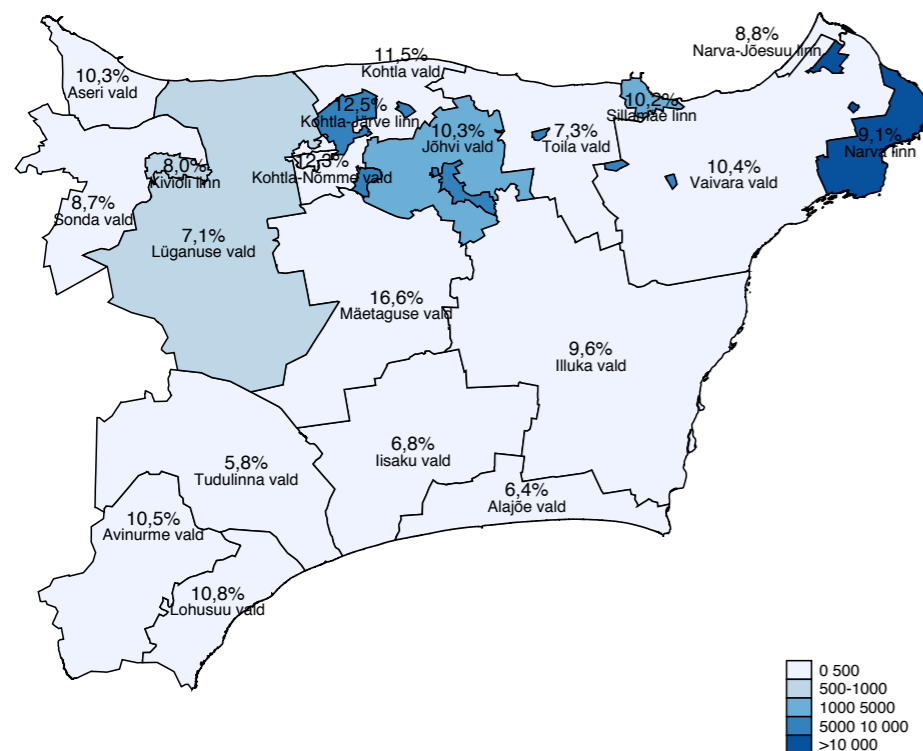 8,8%
Narva-Jõesuu linn
11,5%
Kohtla vald
10,3%
Aseri vald
12,5%
Kohtla-Järve linn
10,2%
Sillamäe linn
10,3%
Jõhvi vald
7,3%
Toila vald
9,1%
Narva linn
8,0%
Kiviõli linn
12,3%
Kohtla-Nõmme vald
10,4%
Vaivara vald
8,7%
Sonda vald
7,1%
Lüganuse vald
16,6%
Mäetaguse vald
9,6%
Illuka vald
6,8%
Iisaku vald
5,8%
Tudulinna vald
6,4%
Alajõe vald
10,5%
Avinurme vald
10,8%
Lohusuu vald
0 500
500-1000
1000 5000
5000 10 000
>10 000